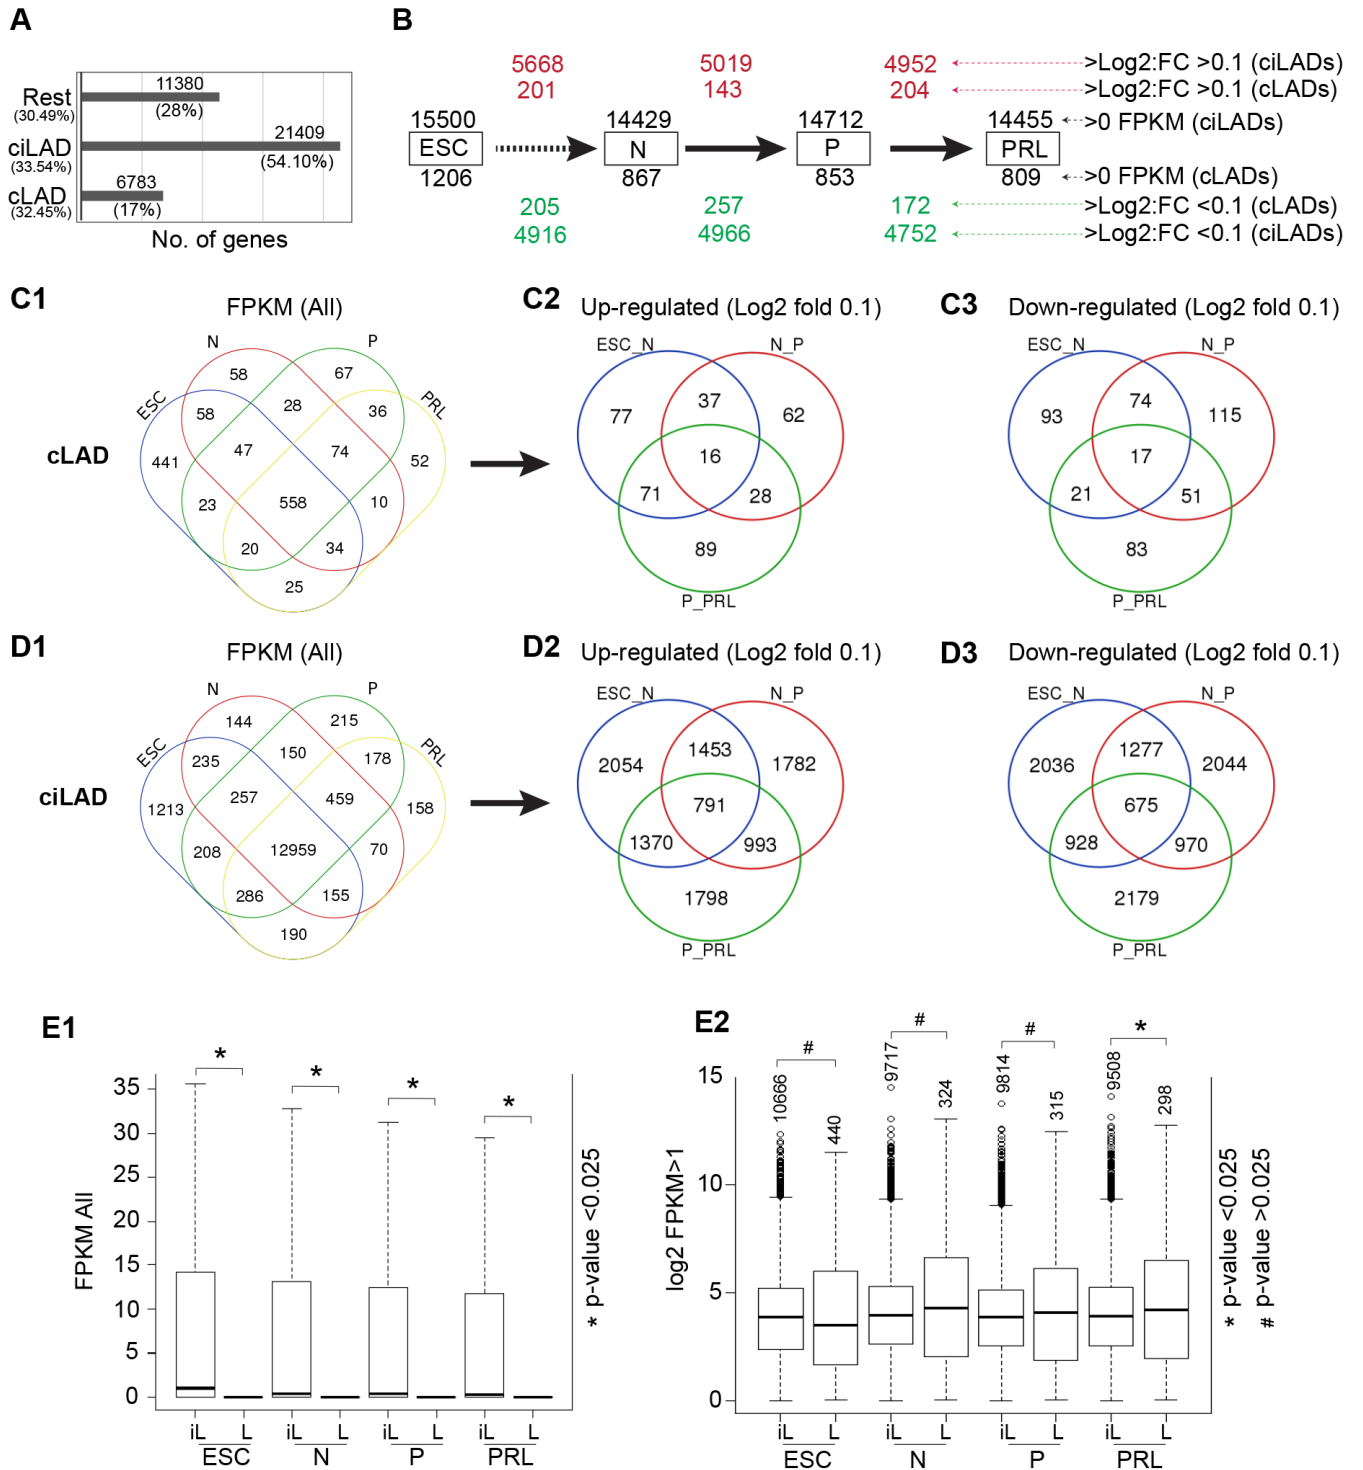 A
Rest
(30.49%)
11380
(28%)
ciLAD
(33.54%)
21409
(54.10%)
cLAD
(32.45%)
6783
(17%)
No. of genes
B
5668 5019 4952 >Log2:FC >0.1 (ciLADs)
201 143 204 >Log2:FC >0.1 (cLADs)
15500 14429 14712 14455 >0 FPKM (ciLADs)
ESC N P PRL
1206 867 853 809 >0 FPKM (cLADs)
205 257 172 >Log2:FC <0.1 (cLADs)
4916 4966 4752 >Log2:FC <0.1 (ciLADs)
C1
FPKM (All)
cLAD
N P
ESC PRL
58 67
58 28 36
441 47 74 52
23 558 10
20 34
25
C2
Up-regulated (Log2 fold 0.1)
ESC_N N_P
77 37 62
16
71 28
89
P_PRL
C3
Down-regulated (Log2 fold 0.1)
ESC_N N_P
93 74 115
17
21 51
83
P_PRL
D1
FPKM (All)
ciLAD
N P
ESC PRL
144 215
235 150 178
1213 257 459 158
208 12959 70
286 155
190
D2
Up-regulated (Log2 fold 0.1)
ESC_N N_P
2054 1453 1782
791
1370 993
1798
P_PRL
D3
Down-regulated (Log2 fold 0.1)
ESC_N N_P
2036 1277 2044
675
928 970
2179
P_PRL
E1
FPKM All
35
30
25
20
15
10
5
0
* * * *
iL L iL L iL L iL L
ESC N P PRL
* p-value <0.025
E2
log2 FPKM>1
15
10
5
0
# # # *
10666 440 9717 324 9814 315 9508 298
iL L iL L iL L iL L
ESC N P PRL
* p-value <0.025
# p-value >0.025